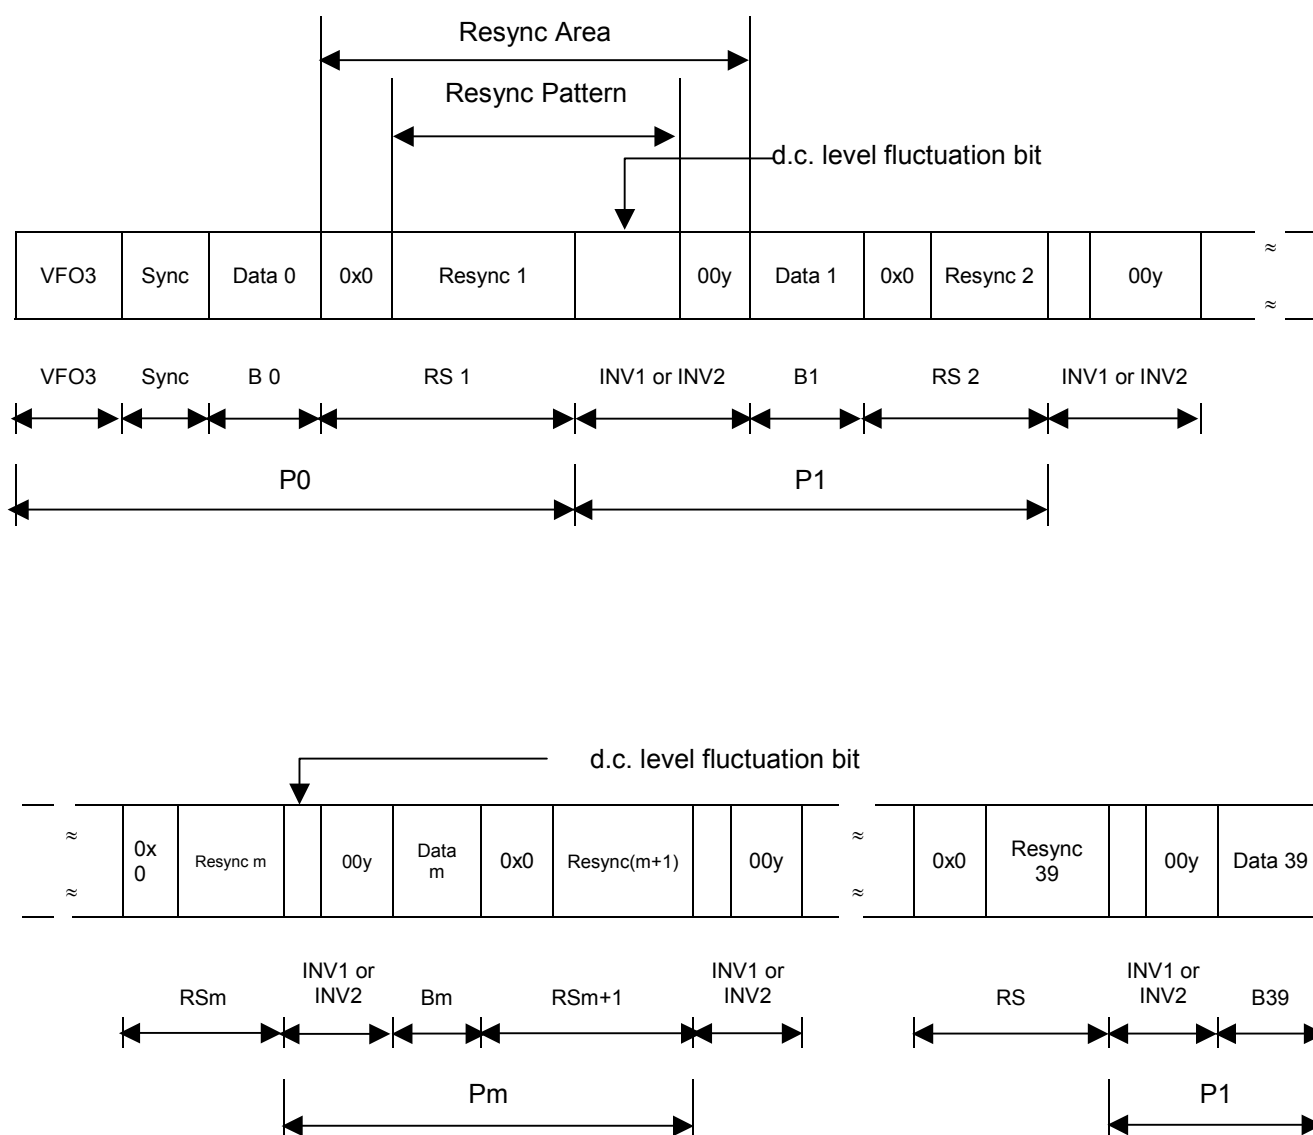 Resync Area
Resync Pattern
d.c. level fluctuation bit
VFO3 Sync Data 0 0x0 Resync 1 00y Data 1 0x0 Resync 2 00y ≈
≈
VFO3 Sync B 0 RS 1 INV1 or INV2 B1 RS 2 INV1 or INV2
P0 P1
d.c. level fluctuation bit
≈ 0x
0 Resync m 00y Data
m 0x0 Resync(m+1) 00y ≈ 0x0 Resync
39 00y Data 39
≈ ≈
RSm INV1 or
INV2 Bm RSm+1 INV1 or
INV2 RS INV1 or
INV2 B39
Pm P1